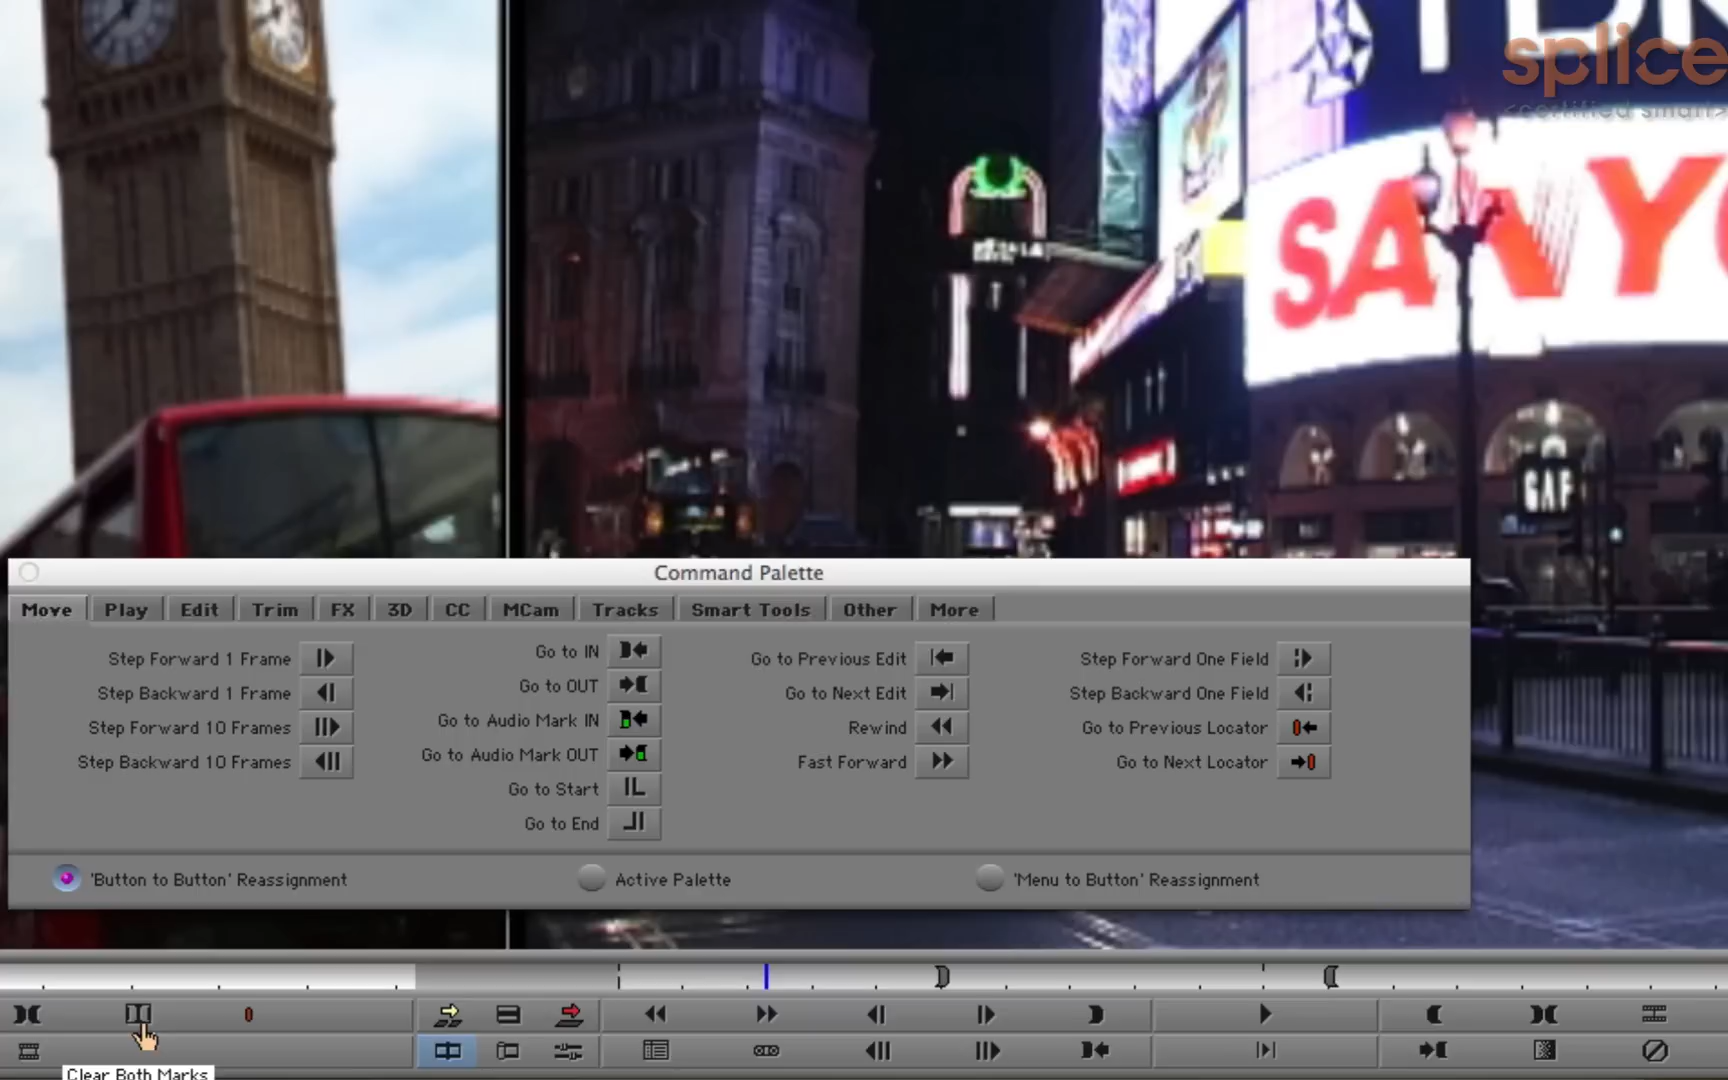 splice
<certified smart>
SANYO
GAP
Command Palette
Move Play Edit Trim FX 3D CC MCam Tracks Smart Tools Other More
Step Forward 1 Frame
Step Backward 1 Frame
Step Forward 10 Frames
Step Backward 10 Frames
Go to IN
Go to OUT
Go to Audio Mark IN
Go to Audio Mark OUT
Go to Start
Go to End
Go to Previous Edit
Go to Next Edit
Rewind
Fast Forward
Step Forward One Field
Step Backward One Field
Go to Previous Locator
Go to Next Locator
'Button to Button' Reassignment
Active Palette
'Menu to Button' Reassignment
Clear Both Marks